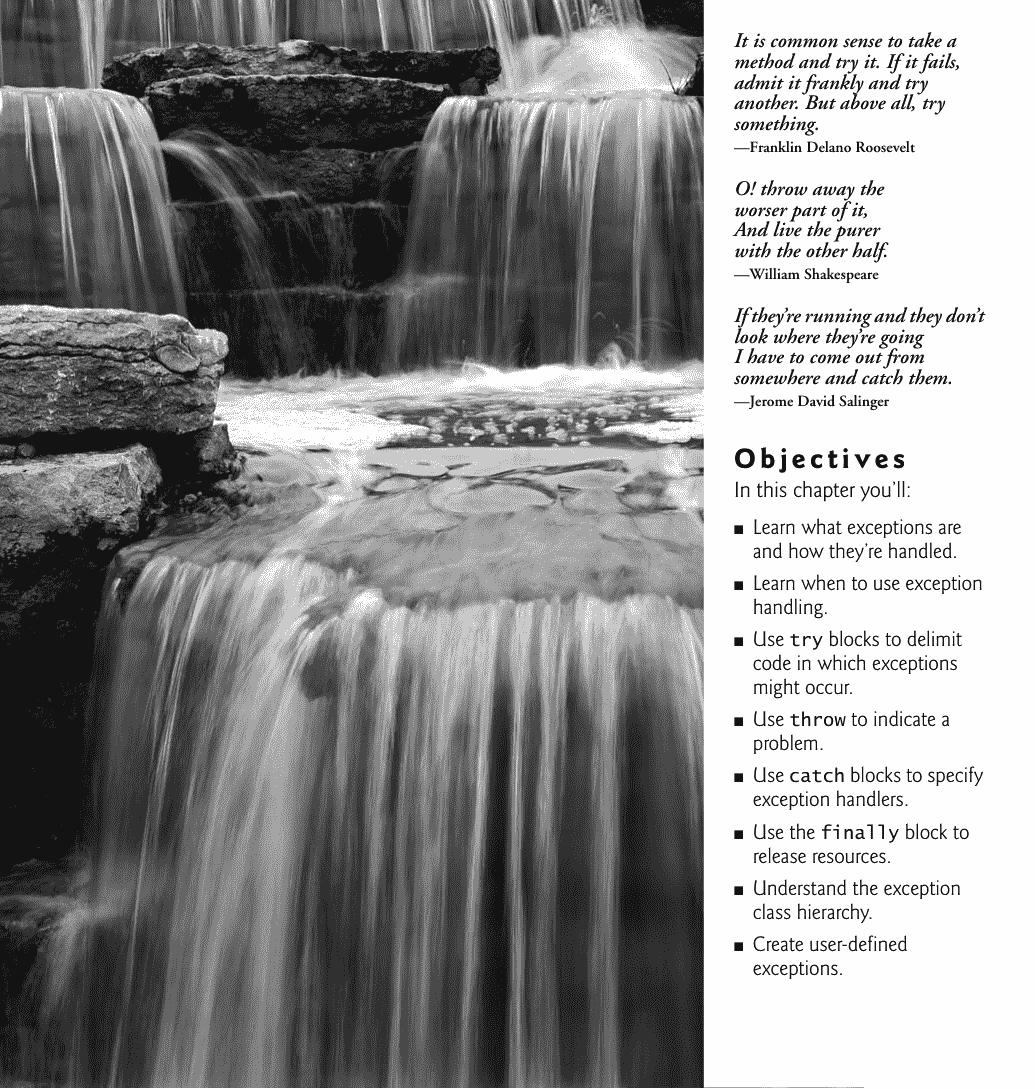 It is common sense to take a
method and try it. If it fails,
admit it frankly and try
another. But above all, try
something.
—Franklin Delano Roosevelt
O! throw away the
worser part of it,
And live the purer
with the other half.
—William Shakespeare
If they’re running and they don’t
look where they’re going
I have to come out from
somewhere and catch them.
—Jerome David Salinger
Objectives
In this chapter you’ll:
■ Learn what exceptions are
and how they’re handled.
■ Learn when to use exception
handling.
■ Use try blocks to delimit
code in which exceptions
might occur.
■ Use throw to indicate a
problem.
■ Use catch blocks to specify
exception handlers.
■ Use the finally block to
release resources.
■ Understand the exception
class hierarchy.
■ Create user-defined
exceptions.